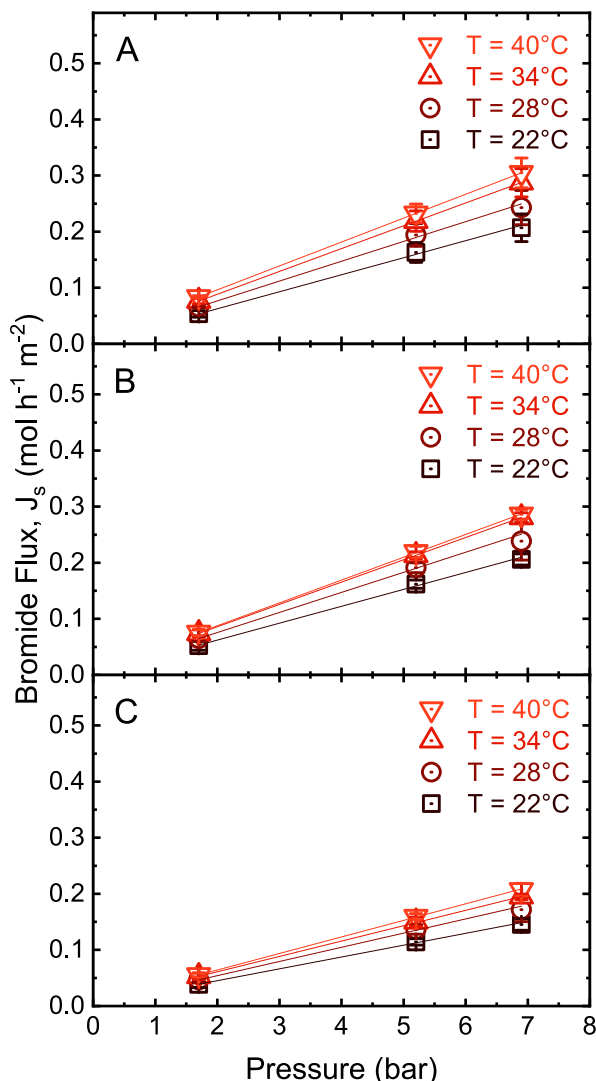 A
T = 40°C
T = 34°C
T = 28°C
T = 22°C
0.5
0.4
0.3
0.2
0.1
0.0
B
T = 40°C
T = 34°C
T = 28°C
T = 22°C
0.5
0.4
0.3
0.2
0.1
0.0
C
T = 40°C
T = 34°C
T = 28°C
T = 22°C
0.5
0.4
0.3
0.2
0.1
0.0
0 1 2 3 4 5 6 7 8
Pressure (bar)
Bromide Flux, Js (mol h-1 m-2)